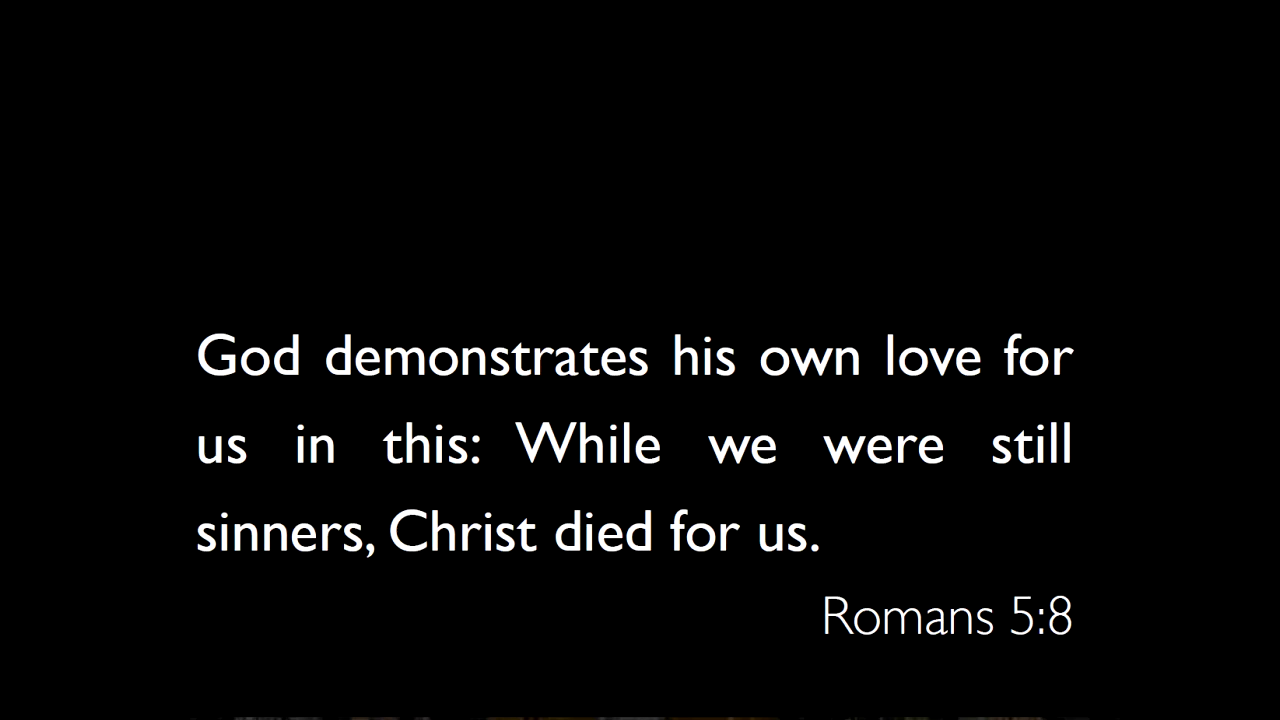 God demonstrates his own love for
us in this: While we were still
sinners, Christ died for us.
Romans 5:8